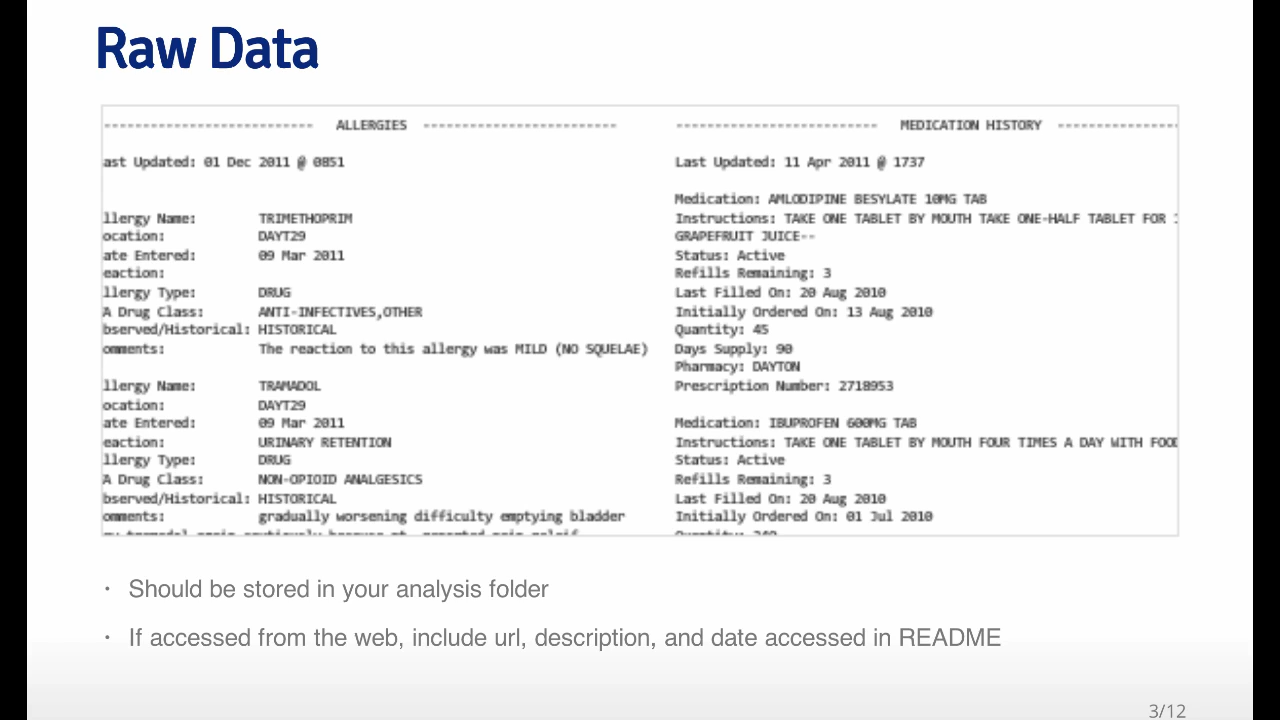 Raw Data
--------------------------- ALLERGIES -------------------------
ast Updated: 01 Dec 2011 @ 0851
llergy Name: TRIMETHOPRIM
ocation: DAYT29
ate Entered: 09 Mar 2011
eaction:
llergy Type: DRUG
A Drug Class: ANTI-INFECTIVES,OTHER
bserved/Historical: HISTORICAL
omments: The reaction to this allergy was MILD (NO SQUELAE)
llergy Name: TRAMADOL
ocation: DAYT29
ate Entered: 09 Mar 2011
eaction: URINARY RETENTION
llergy Type: DRUG
A Drug Class: NON-OPIOID ANALGESICS
bserved/Historical: HISTORICAL
omments: gradually worsening difficulty emptying bladder
-------------------------- MEDICATION HISTORY ---------------
Last Updated: 11 Apr 2011 @ 1737
Medication: AMLODIPINE BESYLATE 10MG TAB
Instructions: TAKE ONE TABLET BY MOUTH TAKE ONE-HALF TABLET FOR
GRAPEFRUIT JUICE--
Status: Active
Refills Remaining: 3
Last Filled On: 20 Aug 2010
Initially Ordered On: 13 Aug 2010
Quantity: 45
Days Supply: 90
Pharmacy: DAYTON
Prescription Number: 2718953
Medication: IBUPROFEN 600MG TAB
Instructions: TAKE ONE TABLET BY MOUTH FOUR TIMES A DAY WITH FOOD
Status: Active
Refills Remaining: 3
Last Filled On: 20 Aug 2010
Initially Ordered On: 01 Jul 2010
• Should be stored in your analysis folder
• If accessed from the web, include url, description, and date accessed in README
3/12